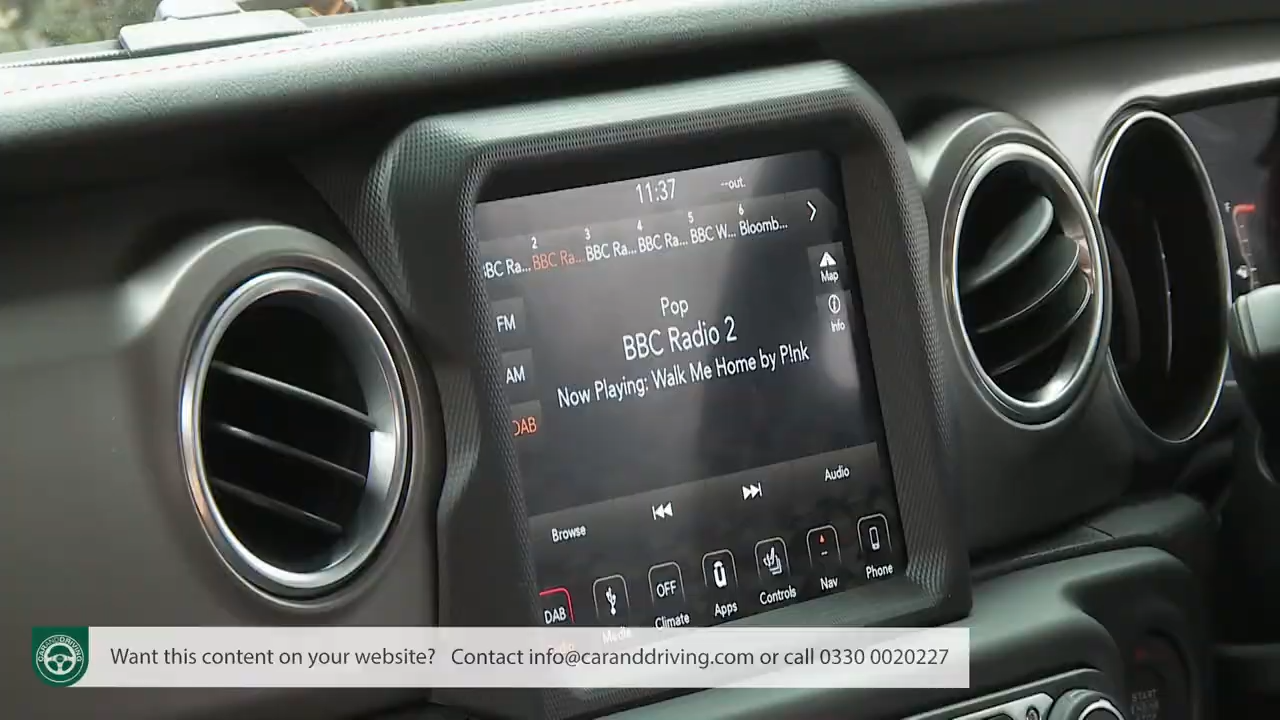 11:37 --out.
2 3 4 5 6
BBC Ra... BBC Ra... BBC Ra... BBC Ra... BBC W... Bloomb...
Map
Info
FM
AM
DAB
Pop
BBC Radio 2
Now Playing: Walk Me Home by P!nk
Browse
Audio
DAB
Media
OFF
Climate
Apps
Controls
Nav
Phone
F
START
CARANDDRIVING
Want this content on your website? Contact info@caranddriving.com or call 0330 0020227